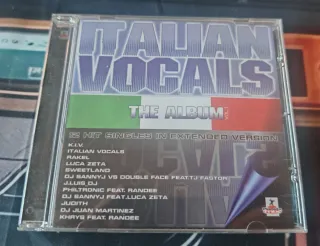 ITALIAN
VOCALS
THE ALBUM
12 HIT SINGLES IN EXTENDED VERSION
K.I.V.
ITALIAN VOCALS
RAKEL
LUCA ZETA
SWEETLAND
DJ SANNYJ VS DOUBLE FACE FEAT.TJ FACTORY
J.LUIS DJ
PHILTRONIC FEAT. RANDEE
DJ SANNYJ FEAT.LUCA ZETA
JUDITH
DJ JUAN MARTINEZ
KHRYS FEAT. RANDEE